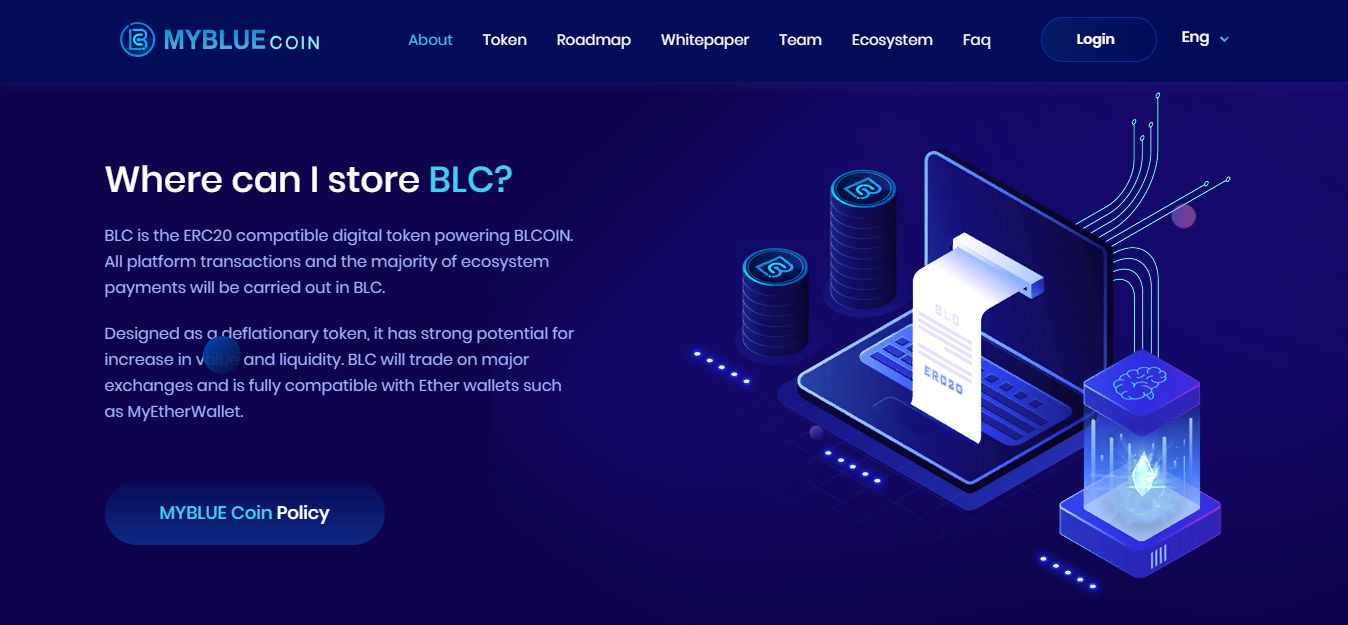 MYBLUE COIN
About
Token
Roadmap
Whitepaper
Team
Ecosystem
Faq
Login
Eng
Where can I store BLC?
BLC is the ERC20 compatible digital token powering BLCOIN.
All platform transactions and the majority of ecosystem
payments will be carried out in BLC.
Designed as a deflationary token, it has strong potential for
increase in value and liquidity. BLC will trade on major
exchanges and is fully compatible with Ether wallets such
as MyEtherWallet.
MYBLUE Coin Policy
BLC
ERC20